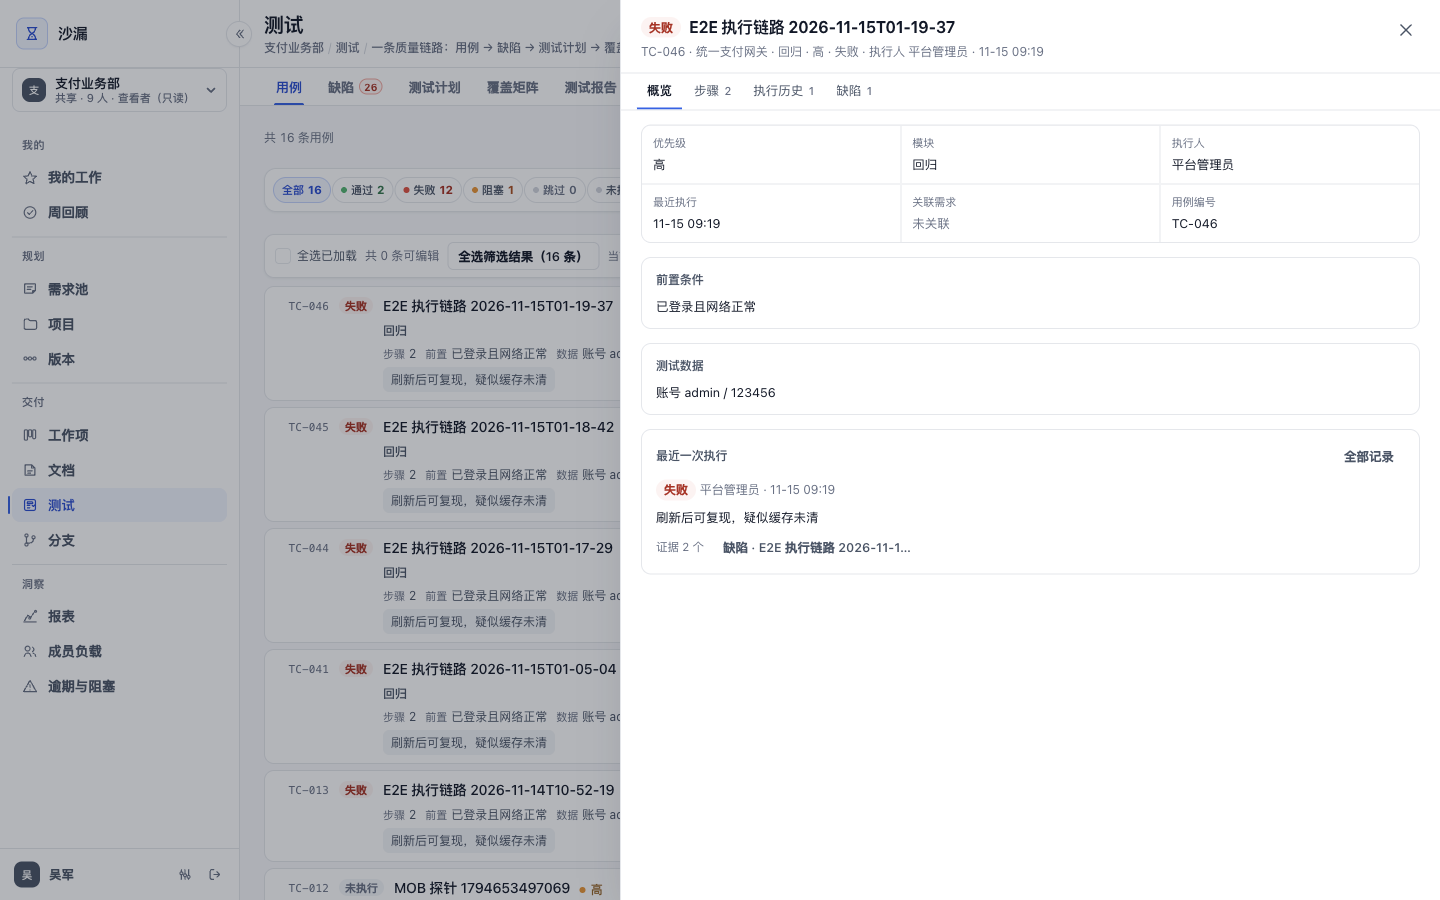 沙漏
支
支付业务部
共享 · 9 人 · 查看者（只读）
我的
我的工作
周回顾
规划
需求池
项目
版本
交付
工作项
文档
测试
分支
洞察
报表
成员负载
逾期与阻塞
吴
吴军
测试
支付业务部 / 测试 / 一条质量链路：用例 → 缺陷 → 测试计划 → 覆
用例
缺陷 26
测试计划
覆盖矩阵
测试报告
共 16 条用例
全部 16
通过 2
失败 12
阻塞 1
跳过 0
全选已加载
共 0 条可编辑
全选筛选结果（16 条）
当
TC-046 失败 E2E 执行链路 2026-11-15T01-19-37
回归
步骤 2 前置 已登录且网络正常 数据 账号
刷新后可复现，疑似缓存未清
TC-045 失败 E2E 执行链路 2026-11-15T01-18-42
回归
步骤 2 前置 已登录且网络正常 数据 账号
刷新后可复现，疑似缓存未清
TC-044 失败 E2E 执行链路 2026-11-15T01-17-29
回归
步骤 2 前置 已登录且网络正常 数据 账号
刷新后可复现，疑似缓存未清
TC-041 失败 E2E 执行链路 2026-11-15T01-05-04
回归
步骤 2 前置 已登录且网络正常 数据 账号
刷新后可复现，疑似缓存未清
TC-013 失败 E2E 执行链路 2026-11-14T10-52-19
步骤 2 前置 已登录且网络正常 数据 账号
刷新后可复现，疑似缓存未清
TC-012 未执行 MOB 探针 1794653497069 高
失败 E2E 执行链路 2026-11-15T01-19-37
TC-046 · 统一支付网关 · 回归 · 高 · 失败 · 执行人 平台管理员 · 11-15 09:19
概览
步骤 2
执行历史 1
缺陷 1
优先级
高
模块
回归
执行人
平台管理员
最近执行
11-15 09:19
关联需求
未关联
用例编号
TC-046
前置条件
已登录且网络正常
测试数据
账号 admin / 123456
最近一次执行
全部记录
失败 平台管理员 · 11-15 09:19
刷新后可复现，疑似缓存未清
证据 2 个 缺陷 · E2E 执行链路 2026-11-1...